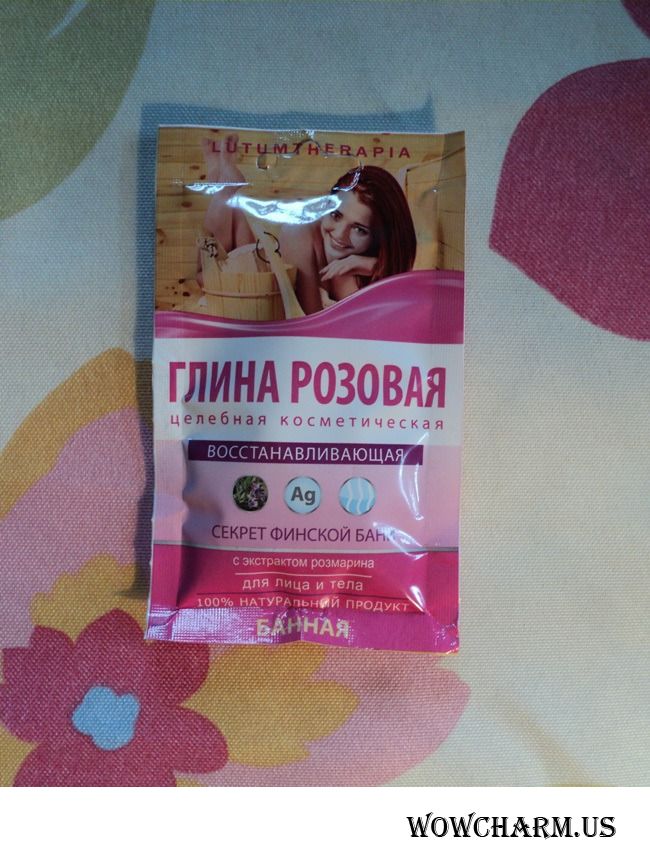 LUTUMTHERAPIA
ГЛИНА РОЗОВАЯ
целебная косметическая
ВОССТАНАВЛИВАЮЩАЯ
Ag
СЕКРЕТ ФИНСКОЙ БАНИ
с экстрактом розмарина
для лица и тела
100% НАТУРАЛЬНЫЙ ПРОДУКТ
БАННАЯ
WOWCHARM.US